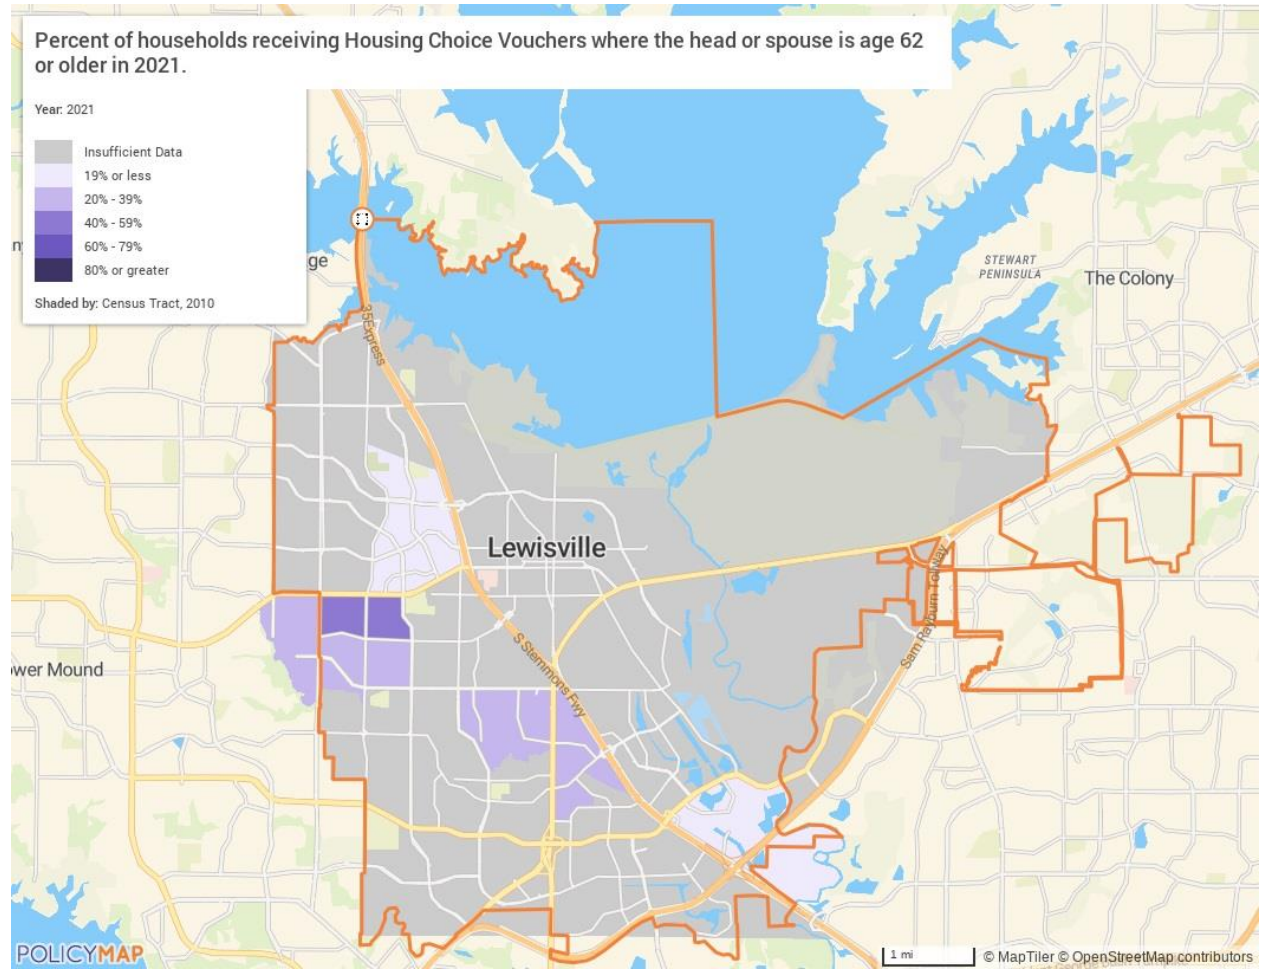 Percent of households receiving Housing Choice Vouchers where the head or spouse is age 62
or older in 2021.
Year: 2021
Insufficient Data
19% or less
20% - 39%
40% - 59%
60% - 79%
80% or greater
Shaded by: Census Tract, 2010
ge
STEWART
PENINSULA
The Colony
35Express
Lewisville
S Stemmons Fwy
Sam Rayburn Tollway
ower Mound
POLICYMAP
1 mi
© MapTiler © OpenStreetMap contributors